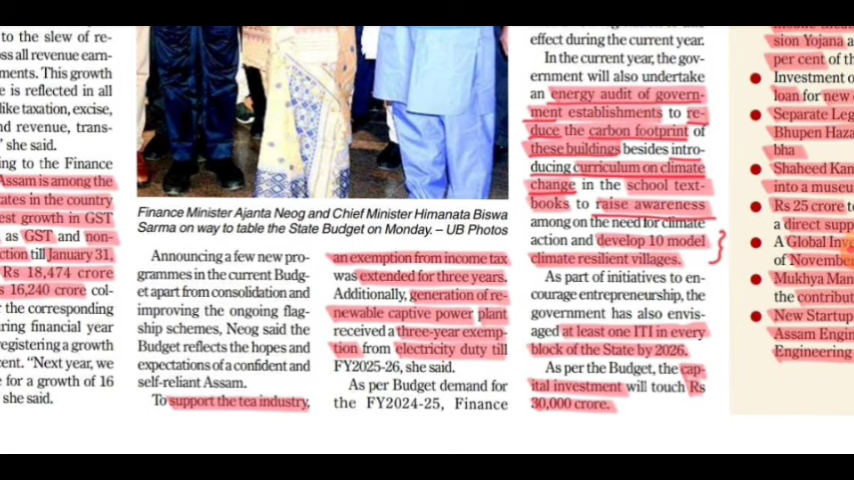 to the slew of re-
ss all revenue earn-
ments. This growth
e is reflected in all
like taxation, excise,
nd revenue, trans-
" she said.
ng to the Finance
Assam is among the
tates in the country
est growth in GST
as GST and non-
ction till January 31,
Rs 18,474 crore
s 16,240 crore col-
r the corresponding
ring financial year
registering a growth
cent. "Next year, we
e for a growth of 16
she said.
Finance Minister Ajanta Neog and Chief Minister Himanata Biswa
Sarma on way to table the State Budget on Monday. – UB Photos
Announcing a few new pro-
grammes in the current Budg-
et apart from consolidation and
improving the ongoing flag-
ship schemes, Neog said the
Budget reflects the hopes and
expectations of a confident and
self-reliant Assam.
To support the tea industry,
an exemption from income tax
was extended for three years.
Additionally, generation of re-
newable captive power plant
received a three-year exemp-
tion from electricity duty till
FY2025-26, she said.
As per Budget demand for
the FY2024-25, Finance
effect during the current year.
In the current year, the gov-
ernment will also undertake
an energy audit of govern-
ment establishments to re-
duce the carbon footprint of
these buildings besides intro-
ducing curriculum on climate
change in the school text-
books to raise awareness
among on the need for climate
action and develop 10 model
climate resilient villages.
As part of initiatives to en-
courage entrepreneurship, the
government has also envis-
aged at least one ITI in every
block of the State by 2026.
As per the Budget, the cap-
ital investment will touch Rs
30,000 crore.
sion Yojana a
per cent of th
Investment o
loan for new
Separate Leg
Bhupen Haza
bha
Shaheed Kan
into a museu
Rs 25 crore to
a direct supp
A Global Inv
of November
Mukhya Man
the contribut
New Startup
Assam Engin
Engineering